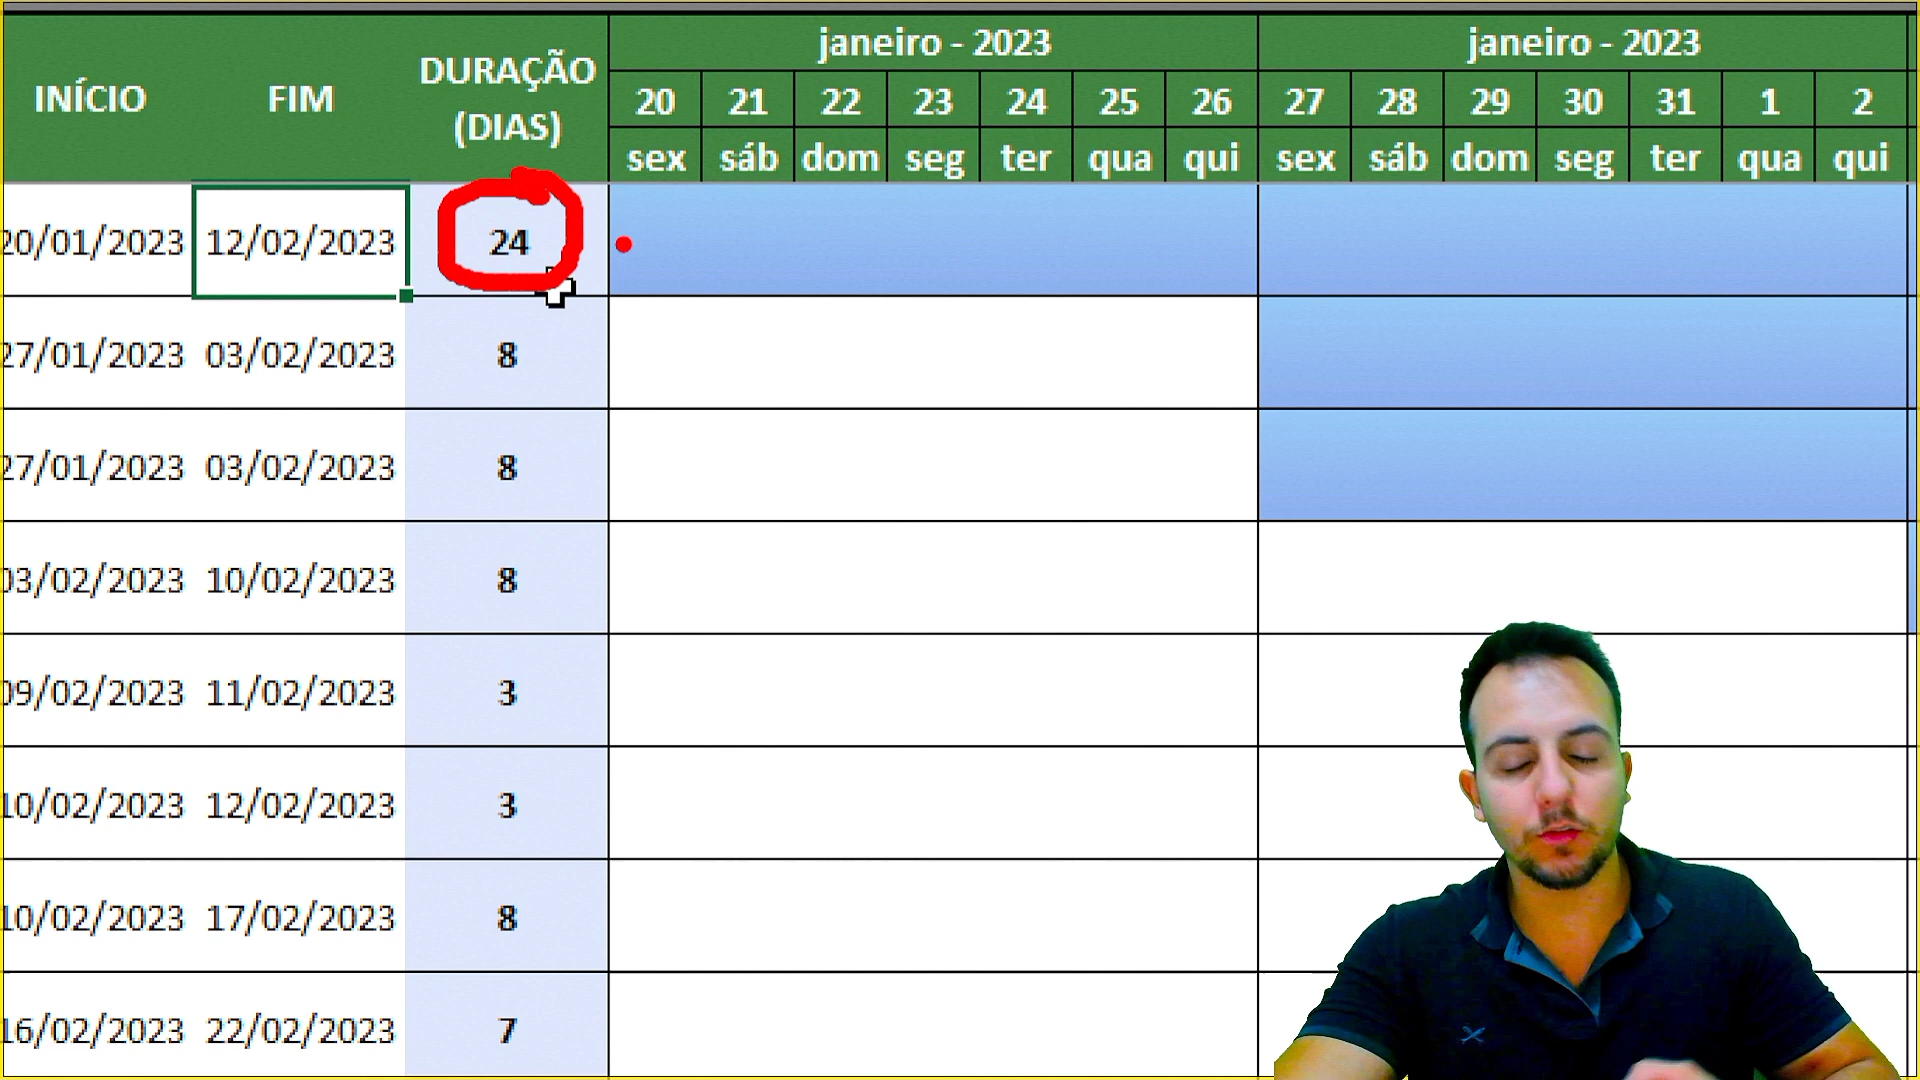 INÍCIO FIM DURAÇÃO (DIAS) janeiro - 2023 janeiro - 2023
20 21 22 23 24 25 26 27 28 29 30 31 1 2
sex sáb dom seg ter qua qui sex sáb dom seg ter qua qui
20/01/2023 12/02/2023 24
27/01/2023 03/02/2023 8
27/01/2023 03/02/2023 8
03/02/2023 10/02/2023 8
09/02/2023 11/02/2023 3
10/02/2023 12/02/2023 3
10/02/2023 17/02/2023 8
16/02/2023 22/02/2023 7